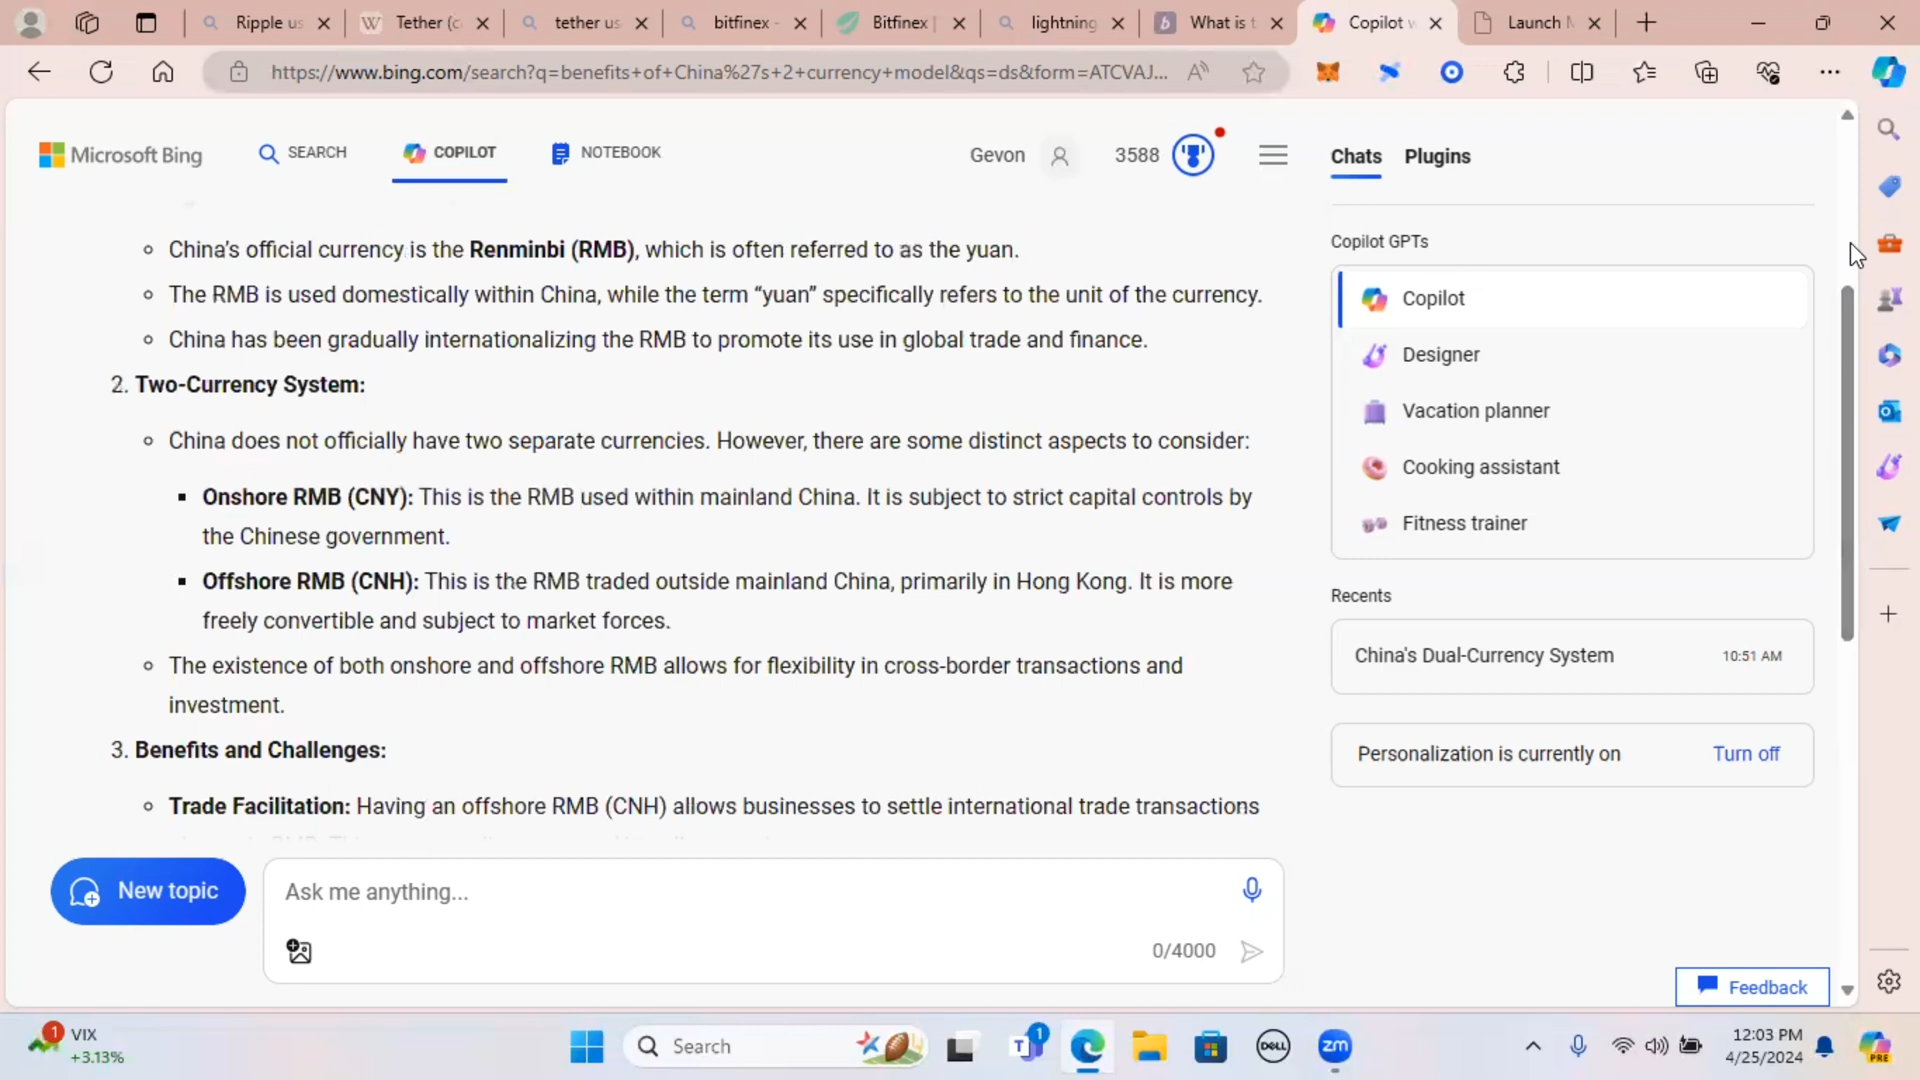 Ripple us
Tether (c
tether us
bitfinex -
Bitfinex |
lightning
What is t
Copilot w
Launch M
https://www.bing.com/search?q=benefits+of+China%27s+2+currency+model&qs=ds&form=ATCVAJ...
Microsoft Bing
SEARCH
COPILOT
NOTEBOOK
Gevon
3588
Chats
Plugins
China's official currency is the Renminbi (RMB), which is often referred to as the yuan.
The RMB is used domestically within China, while the term “yuan” specifically refers to the unit of the currency.
China has been gradually internationalizing the RMB to promote its use in global trade and finance.
2. Two-Currency System:
China does not officially have two separate currencies. However, there are some distinct aspects to consider:
Onshore RMB (CNY): This is the RMB used within mainland China. It is subject to strict capital controls by
the Chinese government.
Offshore RMB (CNH): This is the RMB traded outside mainland China, primarily in Hong Kong. It is more
freely convertible and subject to market forces.
The existence of both onshore and offshore RMB allows for flexibility in cross-border transactions and
investment.
3. Benefits and Challenges:
Trade Facilitation: Having an offshore RMB (CNH) allows businesses to settle international trade transactions
Copilot GPTs
Copilot
Designer
Vacation planner
Cooking assistant
Fitness trainer
Recents
China's Dual-Currency System
10:51 AM
Personalization is currently on
Turn off
New topic
Ask me anything...
0/4000
Feedback
1
VIX
+3.13%
Search
1
DELL
zm
12:03 PM
4/25/2024
PRE